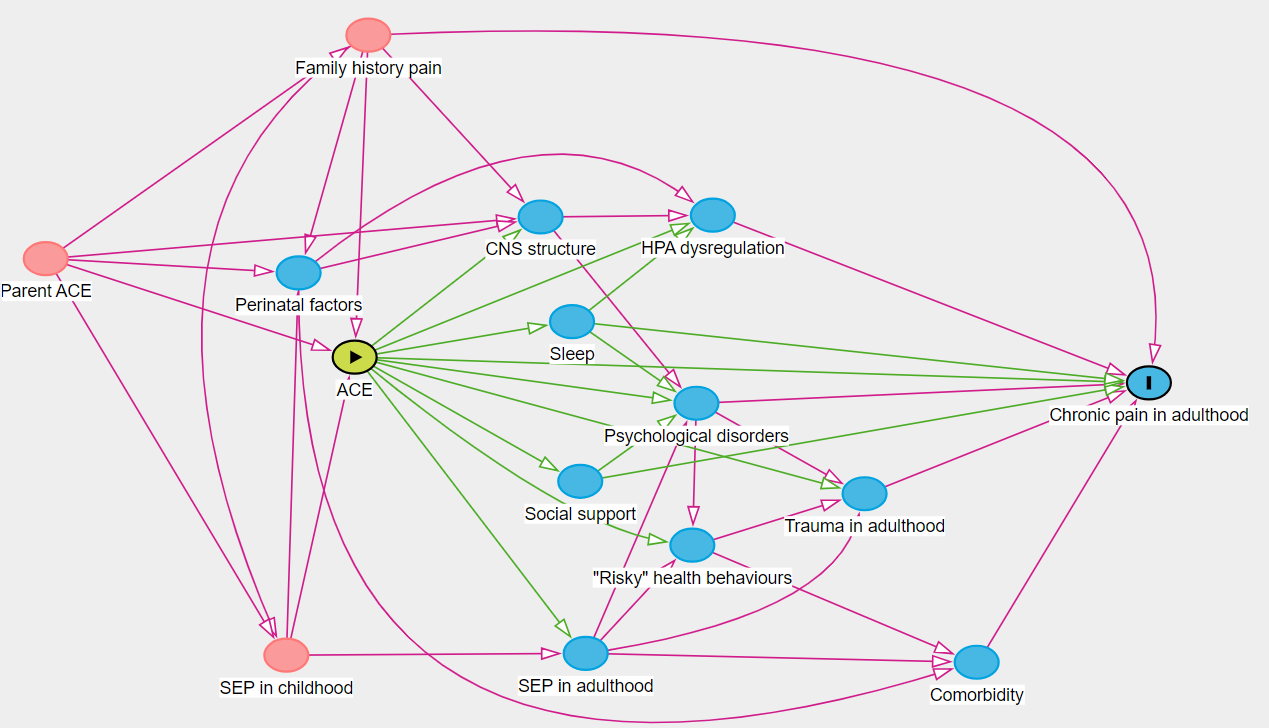 Family history pain
CNS structure
HPA dysregulation
Parent ACE
Perinatal factors
Sleep
ACE
Chronic pain in adulthood
Psychological disorders
Social support
Trauma in adulthood
"Risky" health behaviours
SEP in childhood
SEP in adulthood
Comorbidity